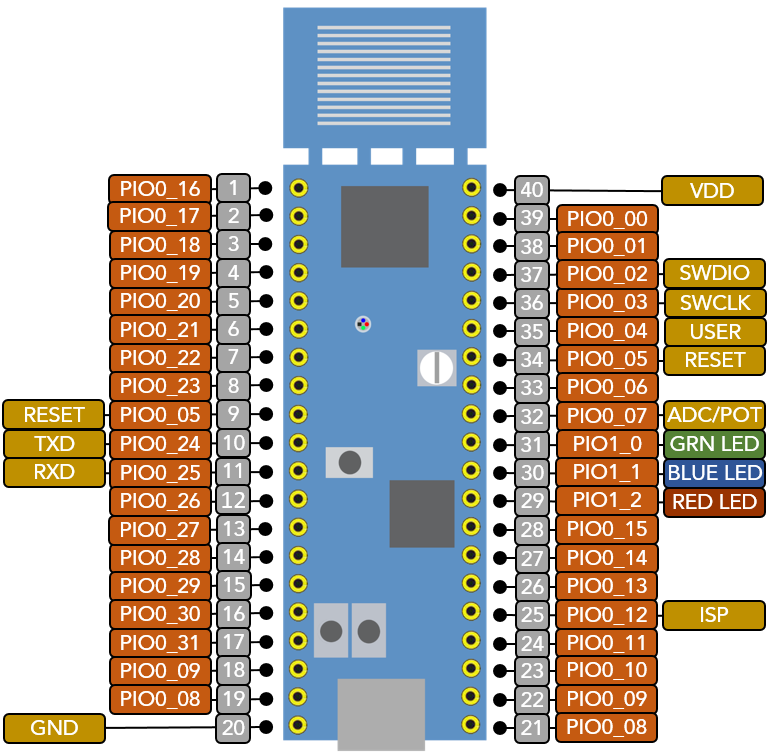 PIO0_16 1 40 VDD
PIO0_17 2 39 PIO0_00
PIO0_18 3 38 PIO0_01
PIO0_19 4 37 PIO0_02 SWDIO
PIO0_20 5 36 PIO0_03 SWCLK
PIO0_21 6 35 PIO0_04 USER
PIO0_22 7 34 PIO0_05 RESET
PIO0_23 8 33 PIO0_06
RESET PIO0_05 9 32 PIO0_07 ADC/POT
TXD PIO0_24 10 31 PIO1_0 GRN LED
RXD PIO0_25 11 30 PIO1_1 BLUE LED
PIO0_26 12 29 PIO1_2 RED LED
PIO0_27 13 28 PIO0_15
PIO0_28 14 27 PIO0_14
PIO0_29 15 26 PIO0_13
PIO0_30 16 25 PIO0_12 ISP
PIO0_31 17 24 PIO0_11
PIO0_09 18 23 PIO0_10
PIO0_08 19 22 PIO0_09
GND 20 21 PIO0_08